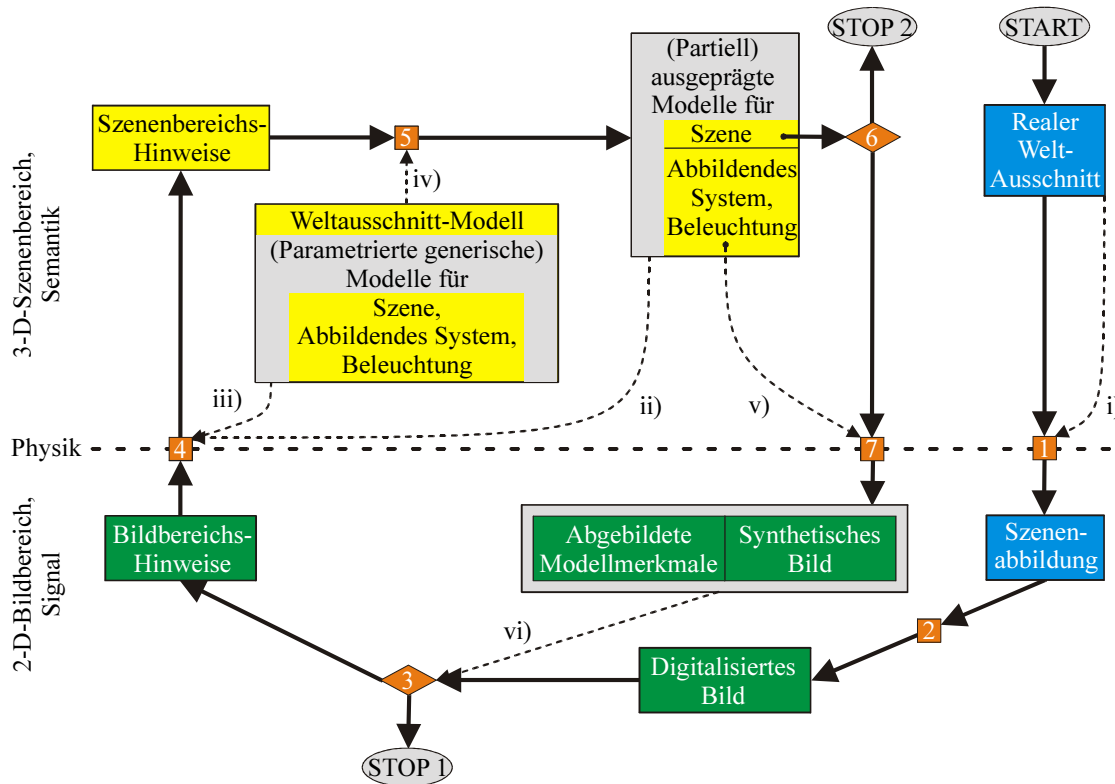 STOP 2
START
(Partiell)
ausgeprägte
Modelle für
Szene
Abbildendes
System,
Beleuchtung
Szenenbereichs-
Hinweise
5
6
Realer
Welt-
Ausschnitt
iv)
Weltausschnitt-Modell
(Parametrierte generische)
Modelle für
Szene,
Abbildendes System,
Beleuchtung
3-D-Szenenbereich,
Semantik
iii)
ii)
v)
i)
Physik
4
7
1
Bildbereichs-
Hinweise
Abgebildete
Modellmerkmale
Synthetisches
Bild
Szenen-
abbildung
2-D-Bildbereich,
Signal
vi)
2
3
Digitalisiertes
Bild
STOP 1